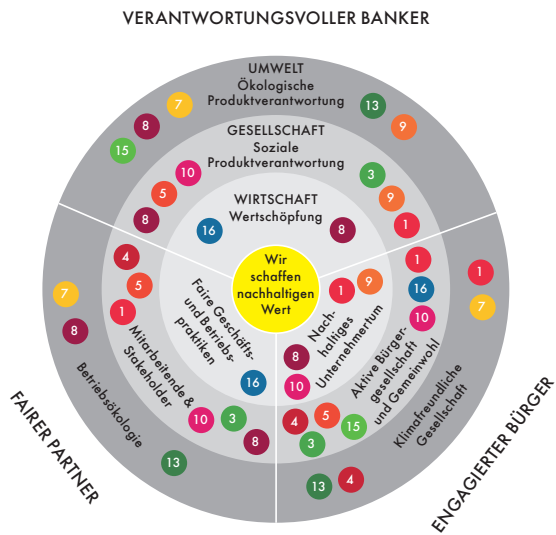 VERANTWORTUNGSVOLLER BANKER
UMWELT
Ökologische
Produktverantwortung
7
8
15
13
9
GESELLSCHAFT
Soziale
Produktverantwortung
10
5
8
3
9
1
WIRTSCHAFT
Wertschöpfung
16
8
Wir
schaffen
nachhaltigen
Wert
FAIRER PARTNER
Faire Geschäfts-
und Betriebs-
praktiken
16
4
5
1
Mitarbeitende &
Stakeholder
10
3
8
7
8
Betriebsökologie
13
ENGAGIERTER BÜRGER
1
9
Nach-
haltiges
Unternehmertum
8
10
1
16
10
Aktive Bürger-
gesellschaft
und Gemeinwohl
4
5
3
15
1
7
Klimafreundliche
Gesellschaft
13
4